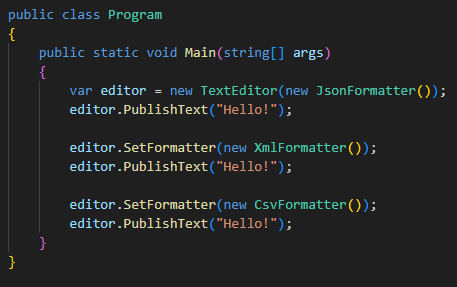 public class Program
{
    public static void Main(string[] args)
    {
        var editor = new TextEditor(new JsonFormatter());
        editor.PublishText("Hello!");

        editor.SetFormatter(new XmlFormatter());
        editor.PublishText("Hello!");

        editor.SetFormatter(new CsvFormatter());
        editor.PublishText("Hello!");
    }
}